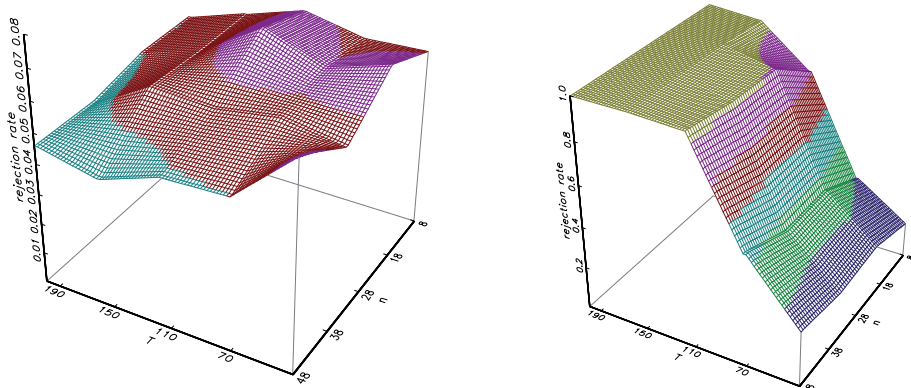 rejection rate
0.01 0.02 0.03 0.04 0.05 0.06 0.07 0.08
190 150 110 70
T
48 38 28 18 8
n
rejection rate
0.2 0.4 0.6 0.8 1.0
190 150 110 70
T
38 28 18
n